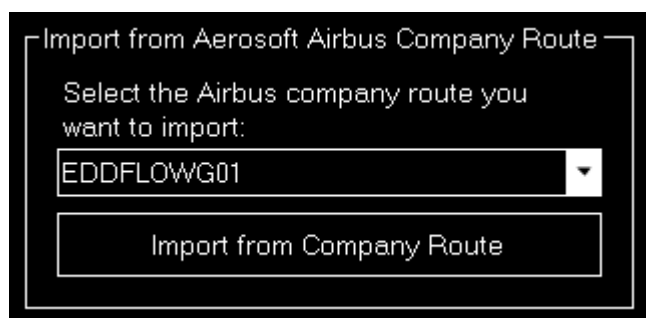 Import from Aerosoft Airbus Company Route
Select the Airbus company route you
want to import:
EDDFLOWG01
Import from Company Route